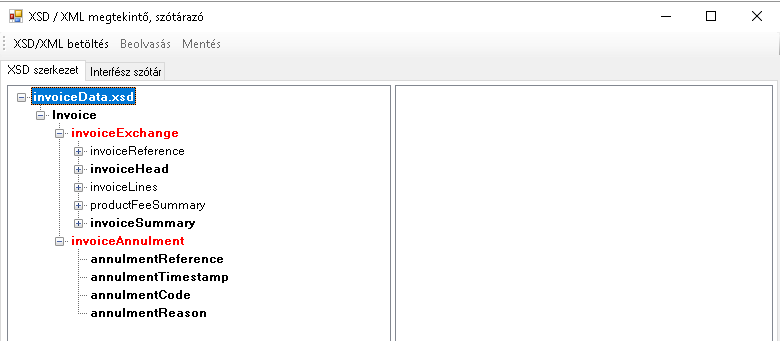 XSD / XML megtekintő, szótárazó
XSD/XML betöltés Beolvasás Mentés
XSD szerkezet Interfész szótár
invoiceData.xsd
Invoice
invoiceExchange
invoiceReference
invoiceHead
invoiceLines
productFeeSummary
invoiceSummary
invoiceAnnulment
annulmentReference
annulmentTimestamp
annulmentCode
annulmentReason